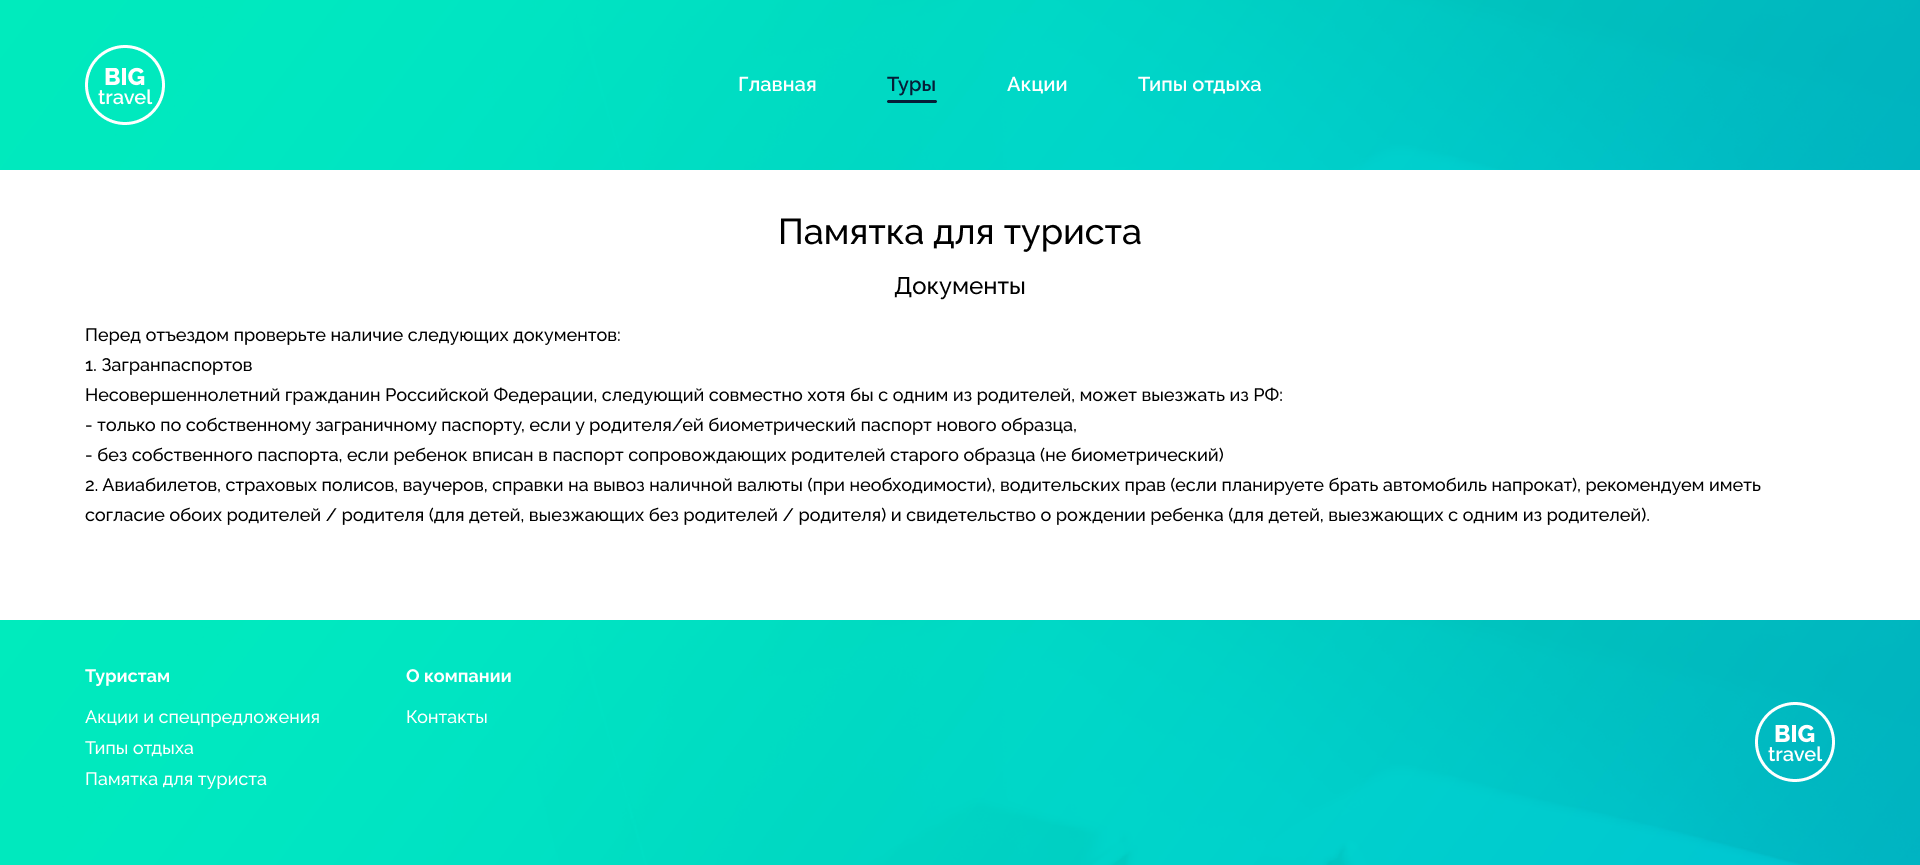 BIG
travel
Главная
Туры
Акции
Типы отдыха
Памятка для туриста
Документы
Перед отъездом проверьте наличие следующих документов:
1. Загранпаспортов
Несовершеннолетний гражданин Российской Федерации, следующий совместно хотя бы с одним из родителей, может выезжать из РФ:
- только по собственному заграничному паспорту, если у родителя/ей биометрический паспорт нового образца,
- без собственного паспорта, если ребенок вписан в паспорт сопровождающих родителей старого образца (не биометрический)
2. Авиабилетов, страховых полисов, ваучеров, справки на вывоз наличной валюты (при необходимости), водительских прав (если планируете брать автомобиль напрокат), рекомендуем иметь
согласие обоих родителей / родителя (для детей, выезжающих без родителей / родителя) и свидетельство о рождении ребенка (для детей, выезжающих с одним из родителей).
Туристам
Акции и спецпредложения
Типы отдыха
Памятка для туриста
О компании
Контакты
BIG
travel